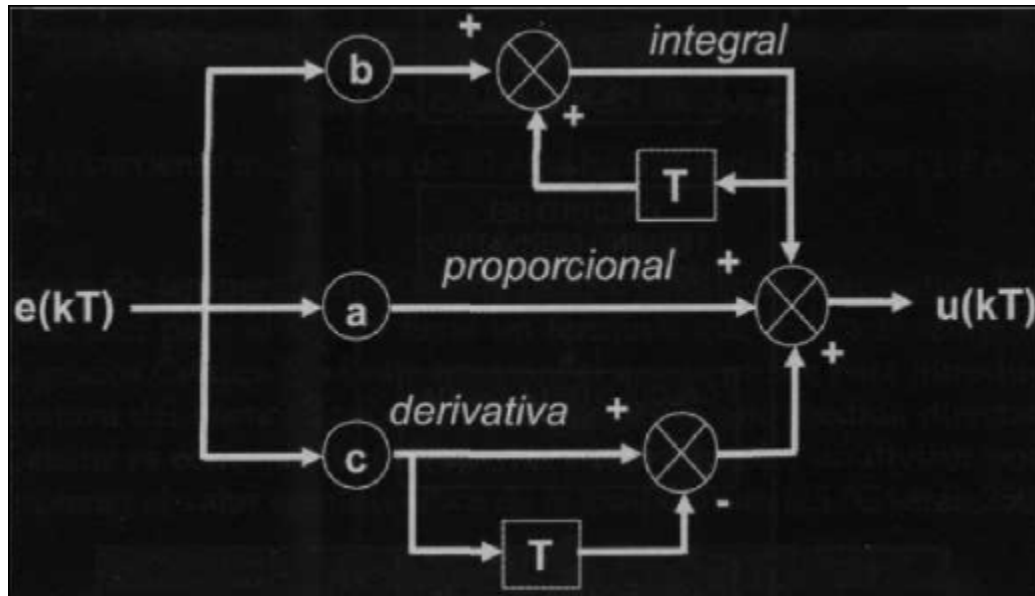 b
+
integral
+
T
e(kT)
a
proporcional
+
u(kT)
+
c
derivativa
+
-
T